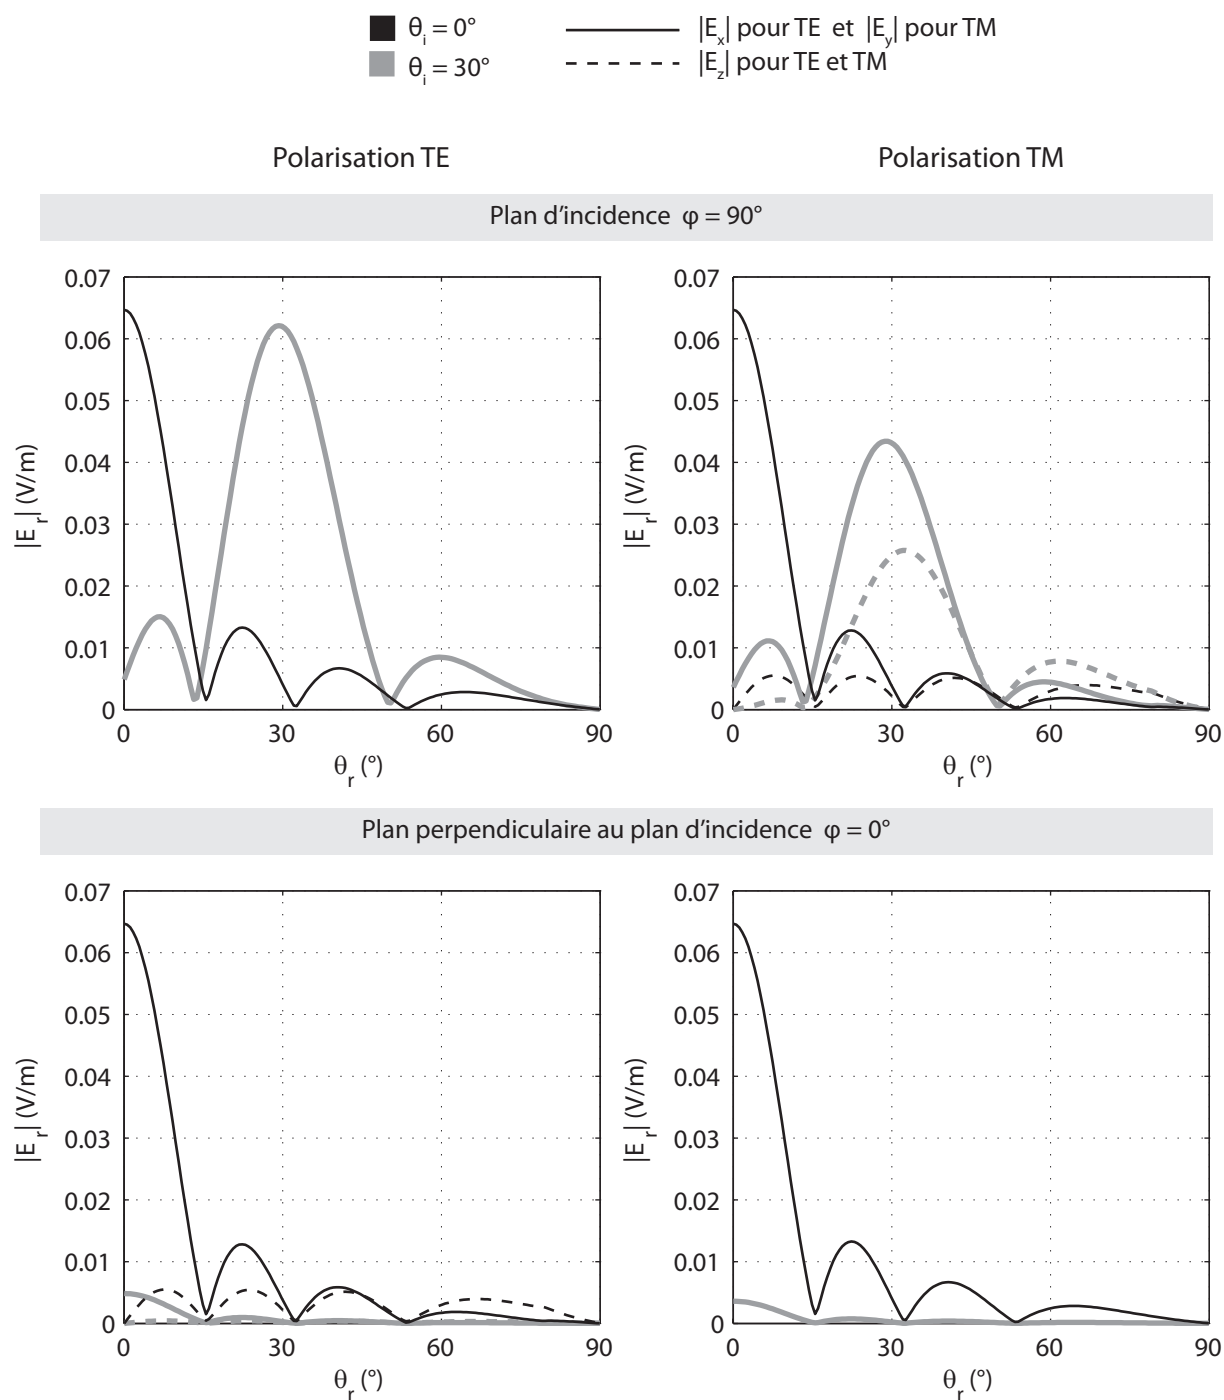 θi = 0°
|Ex| pour TE et |Ey| pour TM
θi = 30°
|Ez| pour TE et TM
Polarisation TE
Polarisation TM
Plan d'incidence φ = 90°
0.07
0.06
0.05
0.04
0.03
0.02
0.01
0
|Er| (V/m)
0 30 60 90
θr (°)
0.07
0.06
0.05
0.04
0.03
0.02
0.01
0
|Er| (V/m)
0 30 60 90
θr (°)
Plan perpendiculaire au plan d'incidence φ = 0°
0.07
0.06
0.05
0.04
0.03
0.02
0.01
0
|Er| (V/m)
0 30 60 90
θr (°)
0.07
0.06
0.05
0.04
0.03
0.02
0.01
0
|Er| (V/m)
0 30 60 90
θr (°)